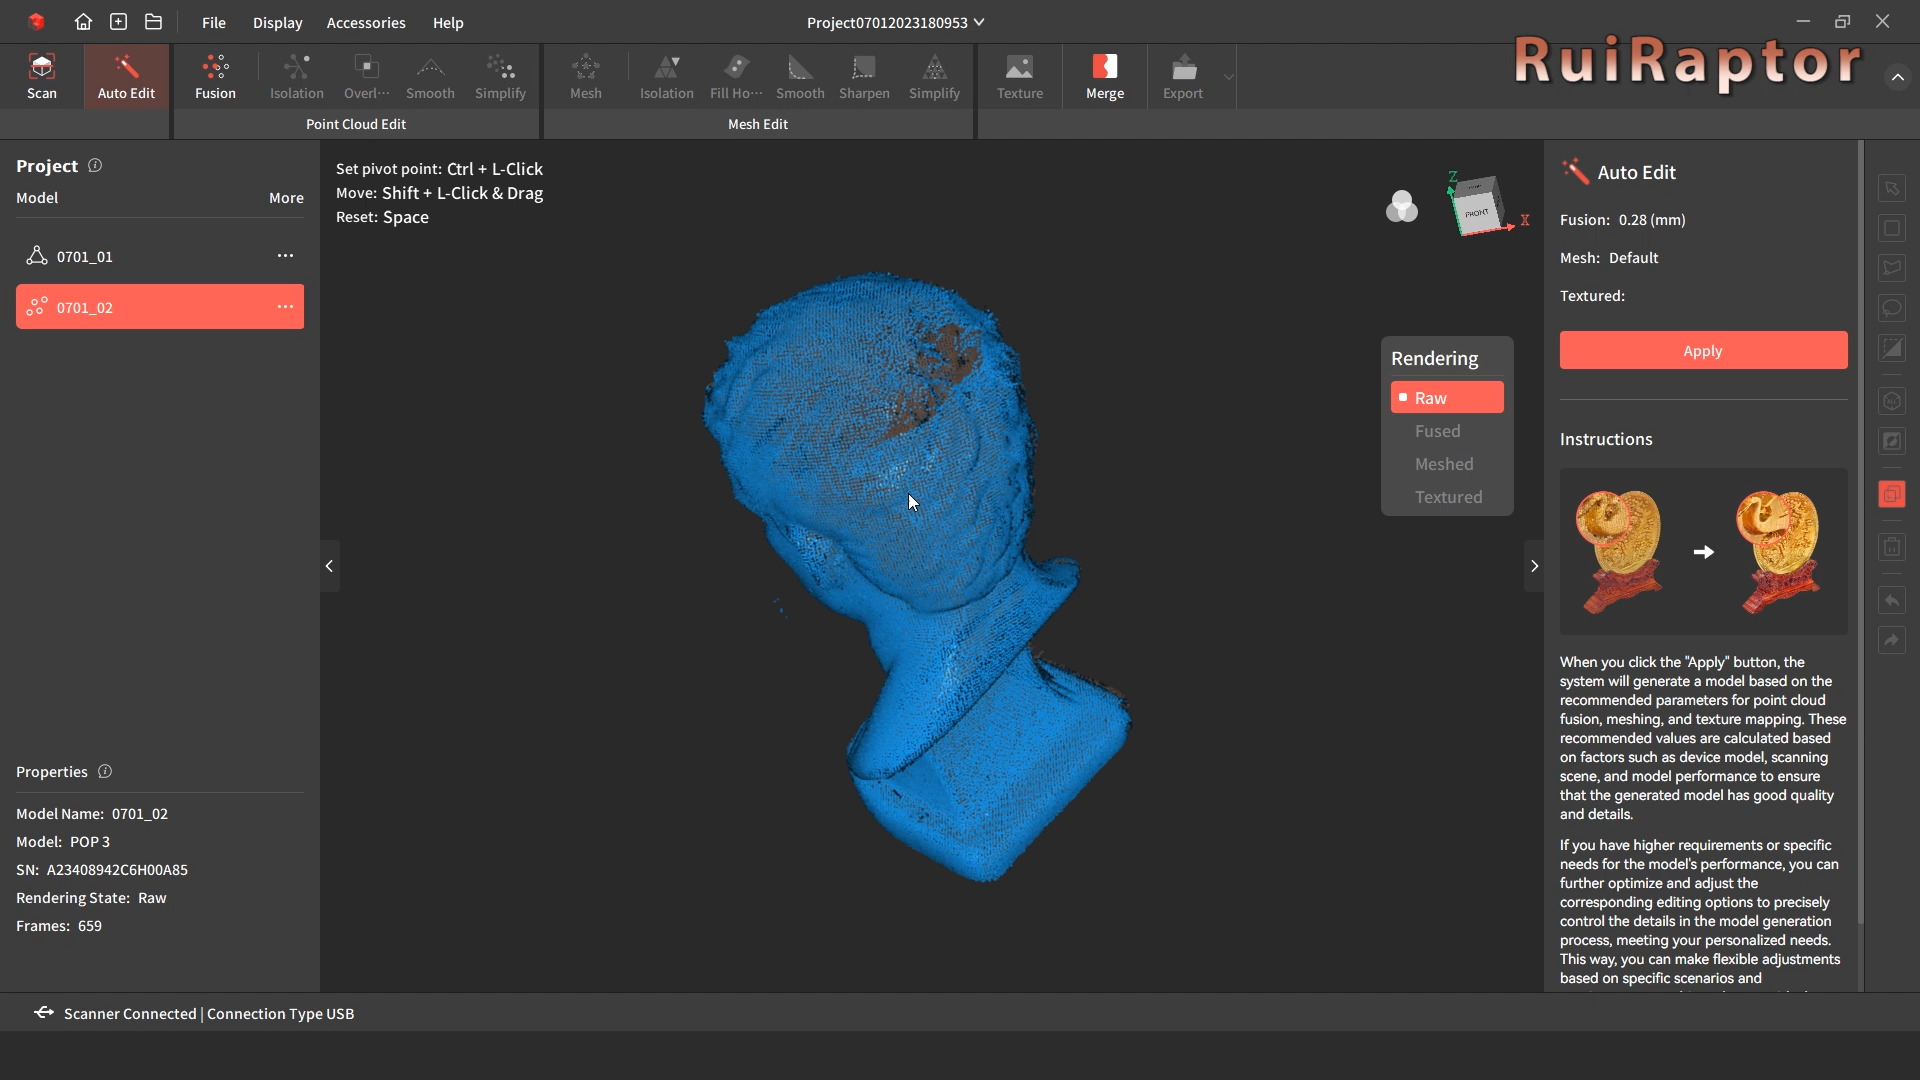 File Display Accessories Help
Project07012023180953
RuiRaptor
Scan
Auto Edit
Fusion
Isolation
Overl···
Smooth
Simplify
Mesh
Isolation
Fill Ho···
Smooth
Sharpen
Simplify
Texture
Merge
Export
Point Cloud Edit
Mesh Edit
Project
Model More
0701_01 ···
0701_02 ···
Properties
Model Name: 0701_02
Model: POP 3
SN: A23408942C6H00A85
Rendering State: Raw
Frames: 659
Set pivot point: Ctrl + L-Click
Move: Shift + L-Click & Drag
Reset: Space
Z
FRONT
X
Rendering
Raw
Fused
Meshed
Textured
Auto Edit
Fusion: 0.28 (mm)
Mesh: Default
Textured:
Apply
Instructions
When you click the "Apply" button, the
system will generate a model based on the
recommended parameters for point cloud
fusion, meshing, and texture mapping. These
recommended values are calculated based
on factors such as device model, scanning
scene, and model performance to ensure
that the generated model has good quality
and details.
If you have higher requirements or specific
needs for the model's performance, you can
further optimize and adjust the
corresponding editing options to precisely
control the details in the model generation
process, meeting your personalized needs.
This way, you can make flexible adjustments
based on specific scenarios and
Scanner Connected | Connection Type USB